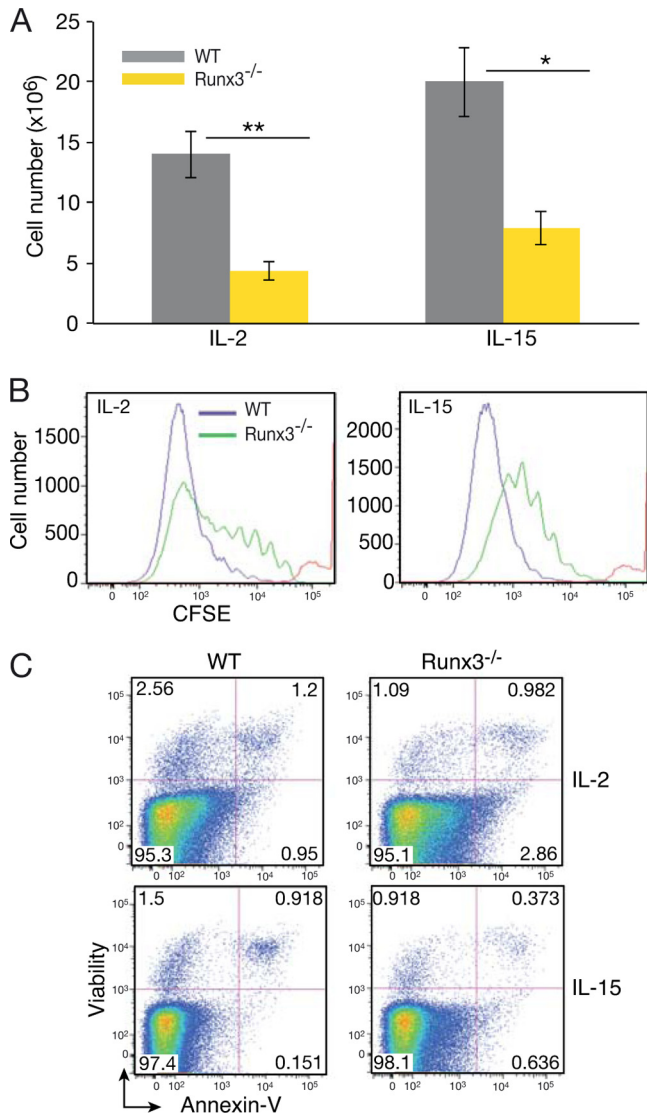 A
25
20
15
10
5
0
Cell number (x10⁶)
WT
Runx3⁻/⁻
**
*
IL-2
IL-15
B
IL-2
WT
Runx3⁻/⁻
1500
1000
500
0
Cell number
0 10² 10³ 10⁴ 10⁵
CFSE
IL-15
2000
1500
1000
500
0
0 10² 10³ 10⁴ 10⁵
C
WT
Runx3⁻/⁻
10⁵
10⁴
10³
10²
0
2.56 1.2
95.3 0.95
0 10² 10³ 10⁴ 10⁵
10⁵
10⁴
10³
10²
0
1.09 0.982
95.1 2.86
0 10² 10³ 10⁴ 10⁵
IL-2
10⁵
10⁴
10³
10²
0
1.5 0.918
97.4 0.151
0 10² 10³ 10⁴ 10⁵
10⁵
10⁴
10³
10²
0
0.918 0.373
98.1 0.636
0 10² 10³ 10⁴ 10⁵
IL-15
Viability
Annexin-V